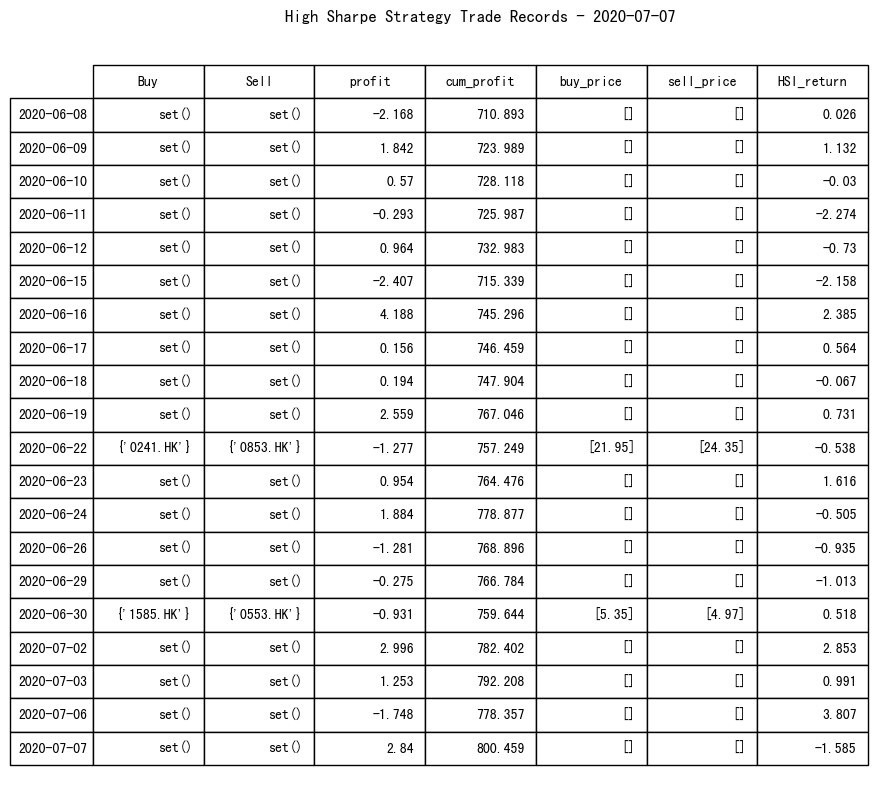 High Sharpe Strategy Trade Records - 2020-07-07
Buy Sell profit cum_profit buy_price sell_price HSI_return
2020-06-08 set() set() -2.168 710.893 [] [] 0.026
2020-06-09 set() set() 1.842 723.989 [] [] 1.132
2020-06-10 set() set() 0.57 728.118 [] [] -0.03
2020-06-11 set() set() -0.293 725.987 [] [] -2.274
2020-06-12 set() set() 0.964 732.983 [] [] -0.73
2020-06-15 set() set() -2.407 715.339 [] [] -2.158
2020-06-16 set() set() 4.188 745.296 [] [] 2.385
2020-06-17 set() set() 0.156 746.459 [] [] 0.564
2020-06-18 set() set() 0.194 747.904 [] [] -0.067
2020-06-19 set() set() 2.559 767.046 [] [] 0.731
2020-06-22 {'0241.HK'} {'0853.HK'} -1.277 757.249 [21.95] [24.35] -0.538
2020-06-23 set() set() 0.954 764.476 [] [] 1.616
2020-06-24 set() set() 1.884 778.877 [] [] -0.505
2020-06-26 set() set() -1.281 768.896 [] [] -0.935
2020-06-29 set() set() -0.275 766.784 [] [] -1.013
2020-06-30 {'1585.HK'} {'0553.HK'} -0.931 759.644 [5.35] [4.97] 0.518
2020-07-02 set() set() 2.996 782.402 [] [] 2.853
2020-07-03 set() set() 1.253 792.208 [] [] 0.991
2020-07-06 set() set() -1.748 778.357 [] [] 3.807
2020-07-07 set() set() 2.84 800.459 [] [] -1.585